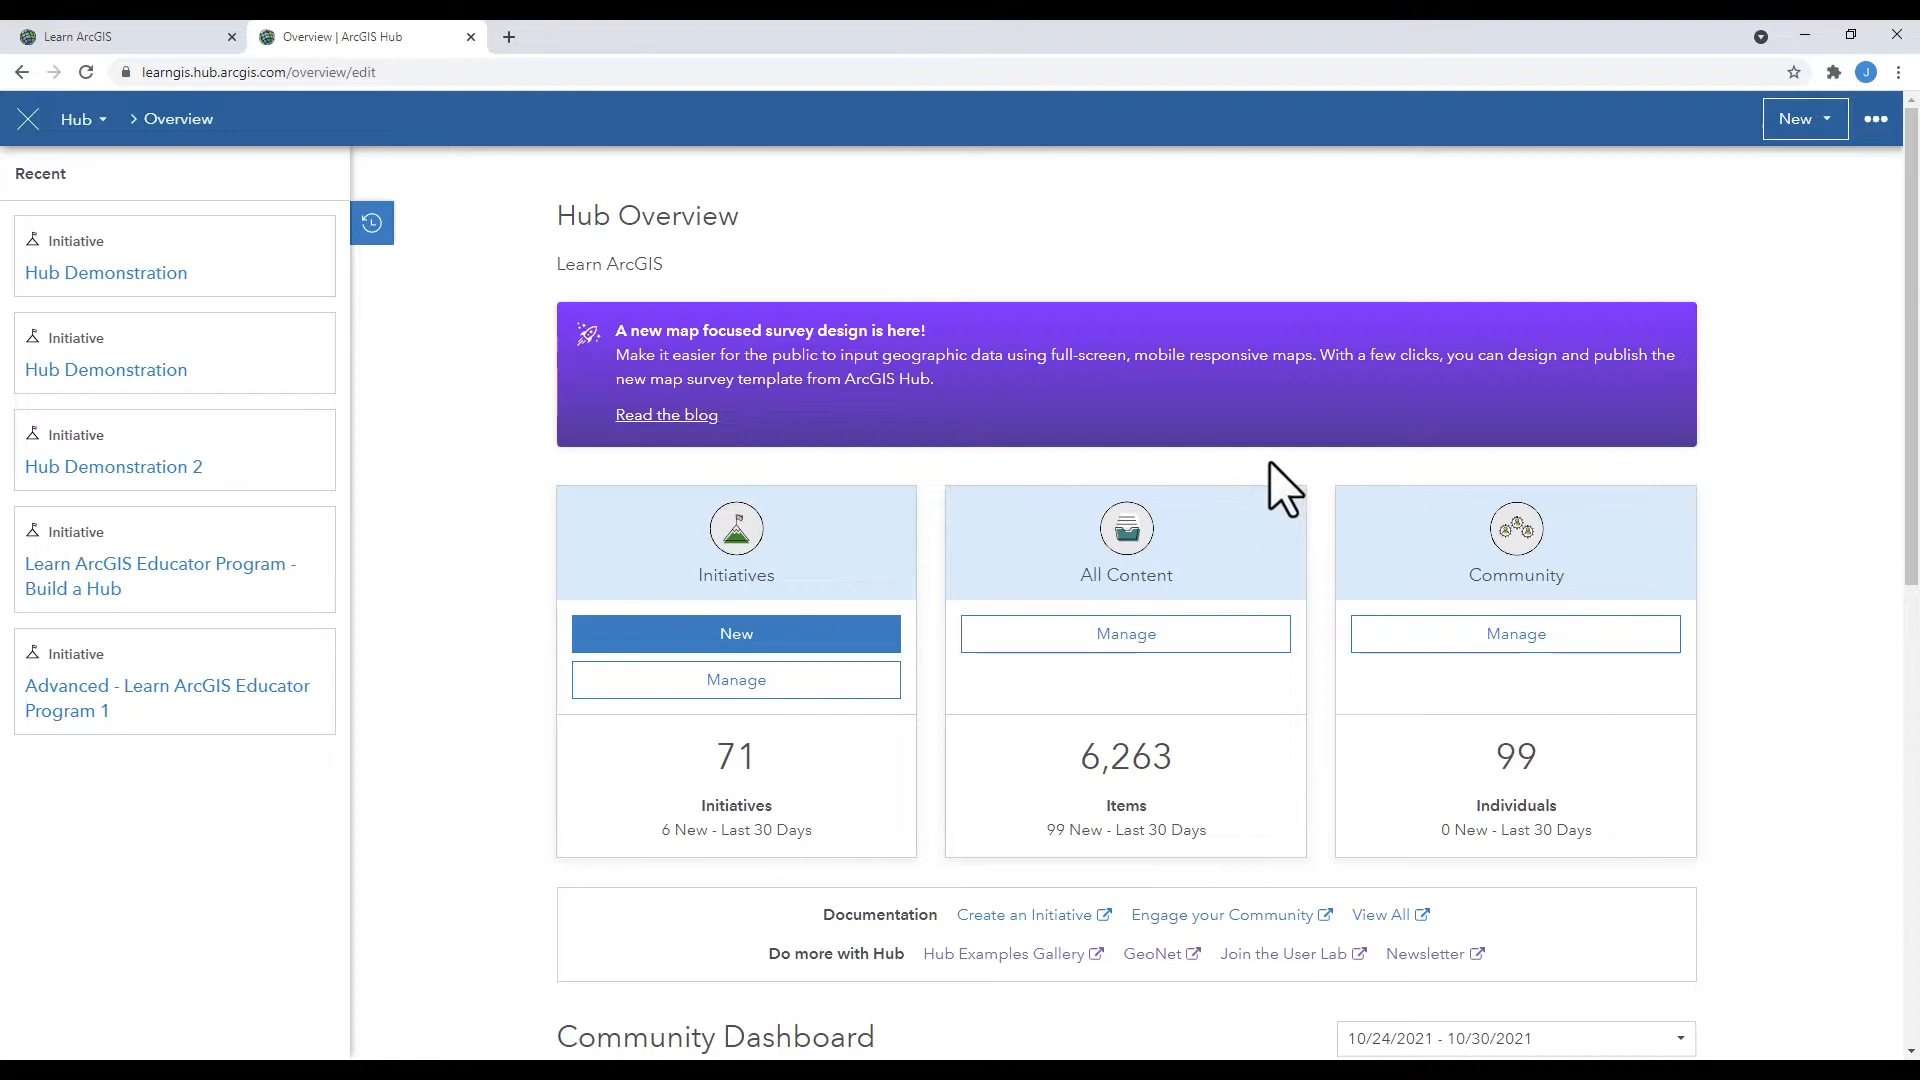 Learn ArcGIS
Overview | ArcGIS Hub
learngis.hub.arcgis.com/overview/edit
J
Hub
Overview
New
Recent
Initiative
Hub Demonstration
Initiative
Hub Demonstration
Initiative
Hub Demonstration 2
Initiative
Learn ArcGIS Educator Program -
Build a Hub
Initiative
Advanced - Learn ArcGIS Educator
Program 1
Hub Overview
Learn ArcGIS
A new map focused survey design is here!
Make it easier for the public to input geographic data using full-screen, mobile responsive maps. With a few clicks, you can design and publish the
new map survey template from ArcGIS Hub.
Read the blog
Initiatives
New
Manage
71
Initiatives
6 New - Last 30 Days
All Content
Manage
6,263
Items
99 New - Last 30 Days
Community
Manage
99
Individuals
0 New - Last 30 Days
Documentation Create an Initiative Engage your Community View All
Do more with Hub Hub Examples Gallery GeoNet Join the User Lab Newsletter
Community Dashboard
10/24/2021 - 10/30/2021